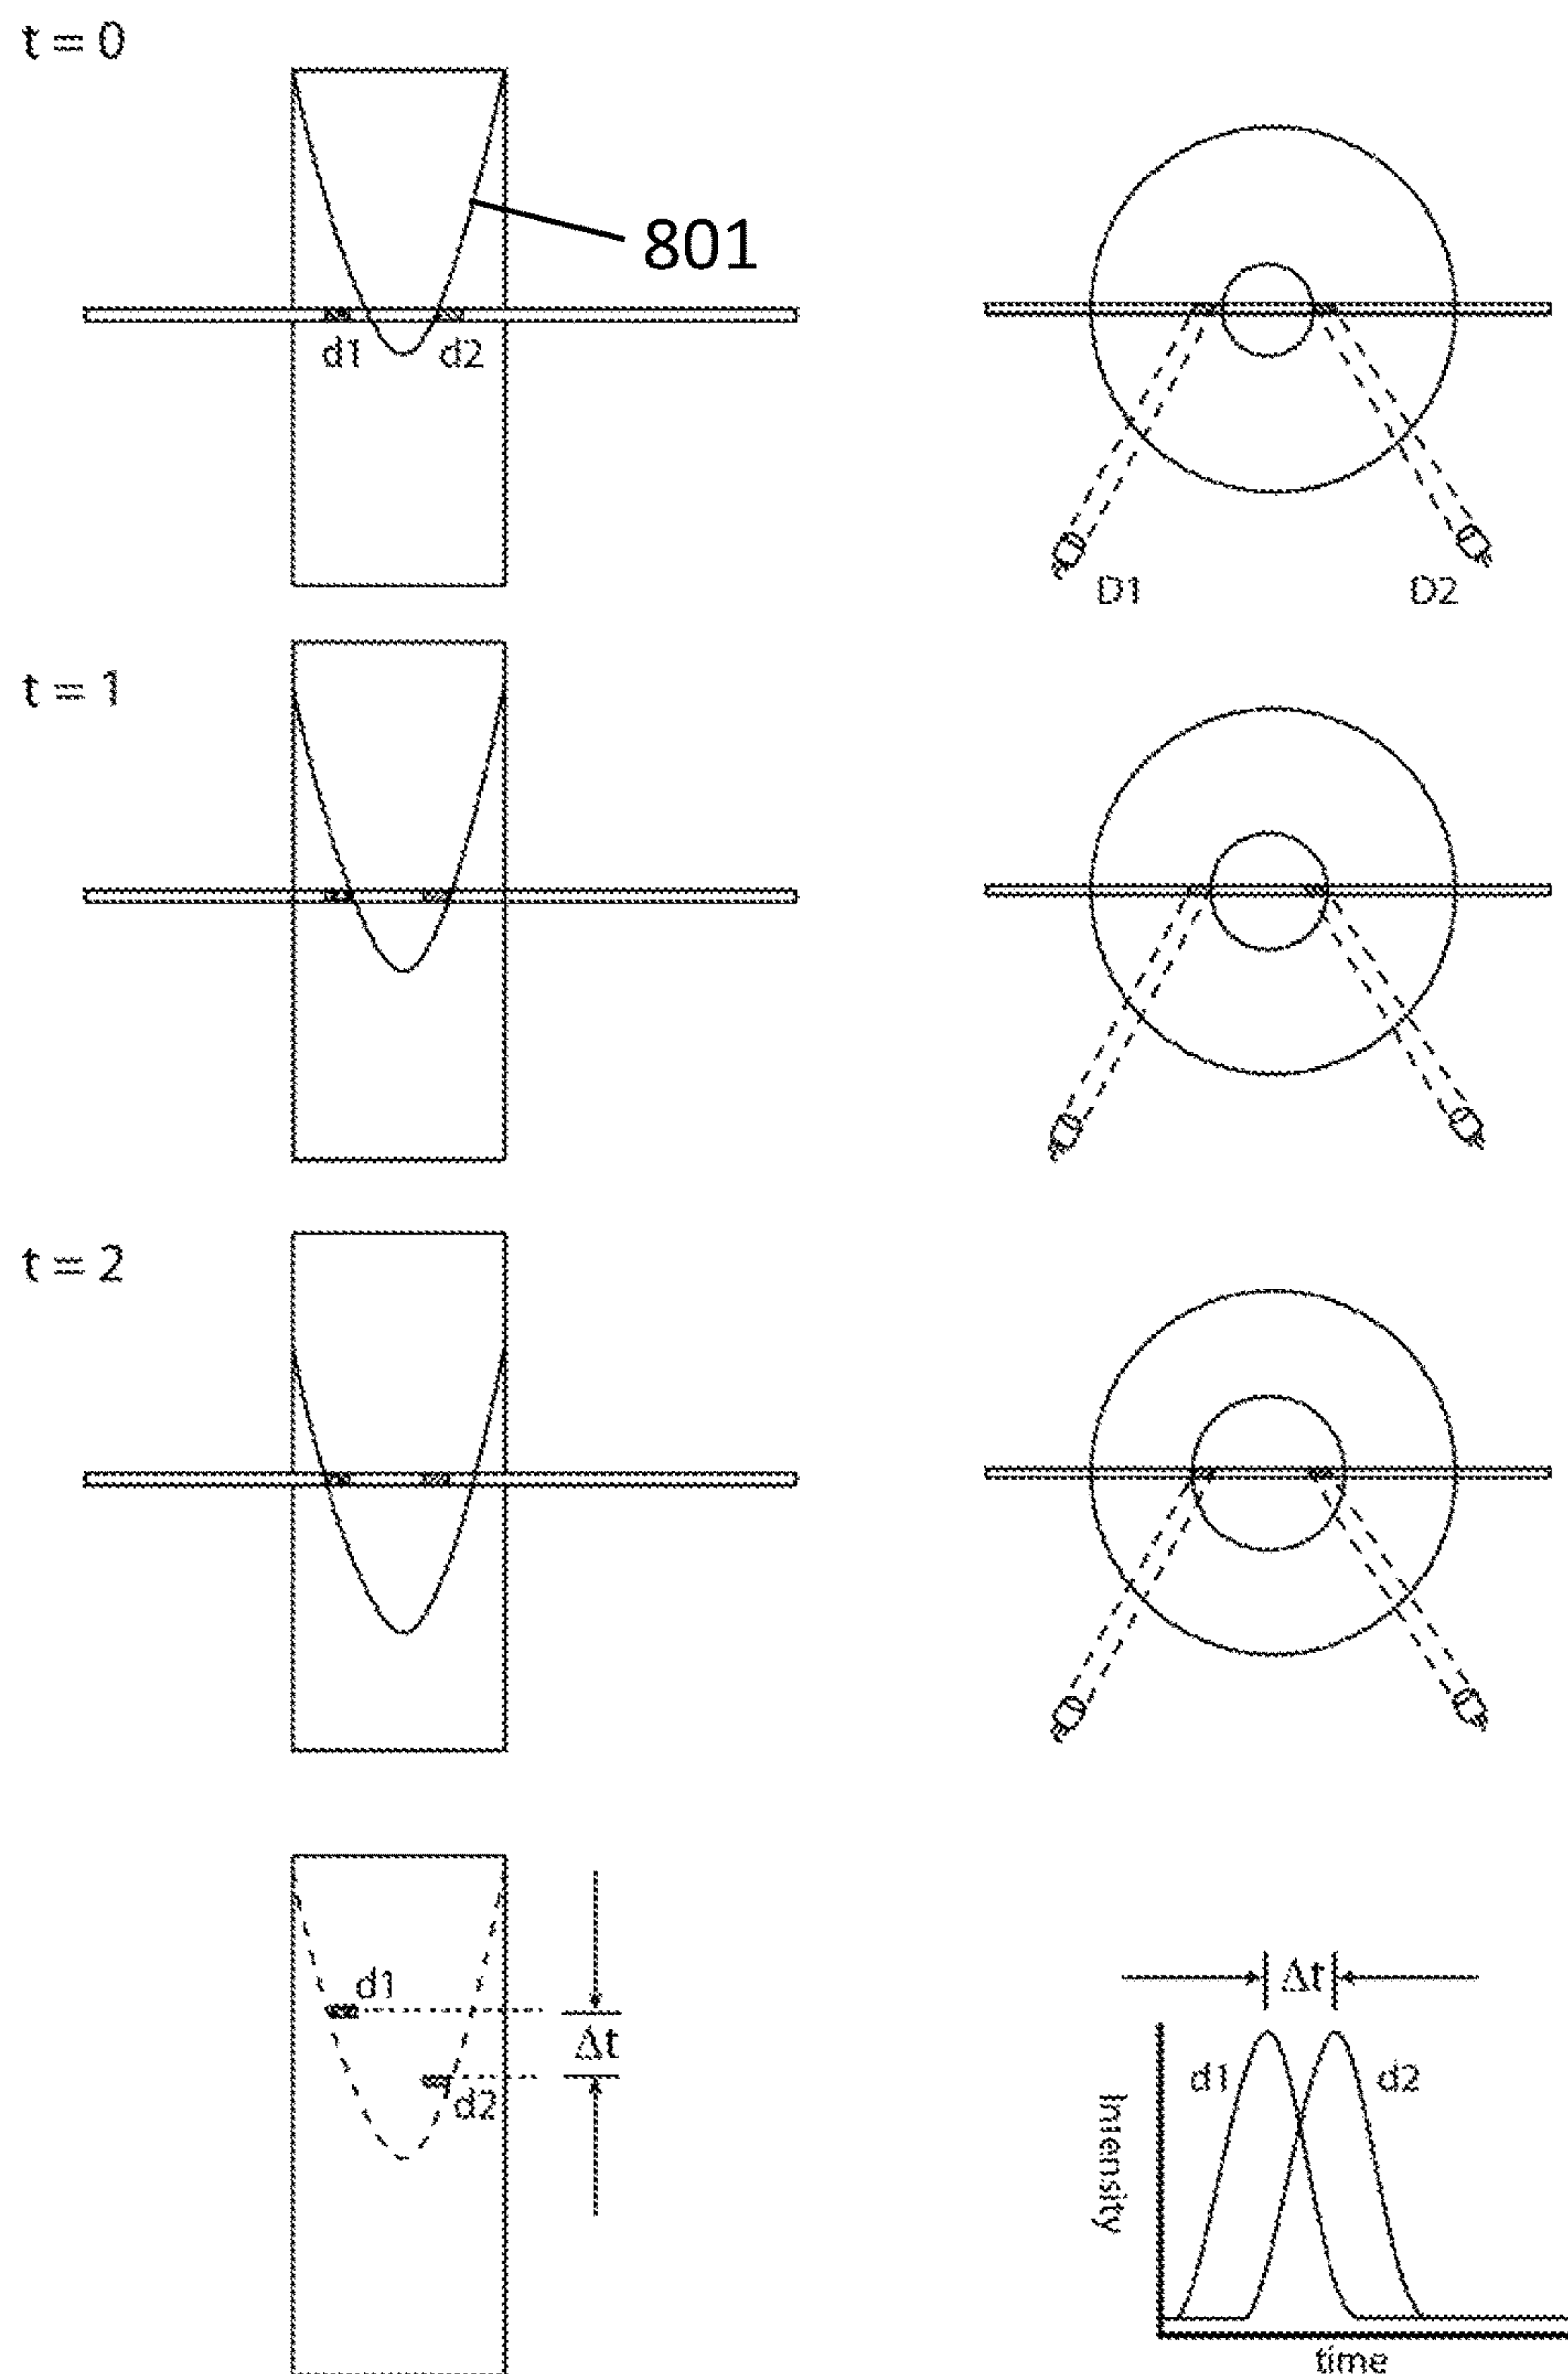 t = 0
801
d1 d2
D1 D2
t = 1
t = 2
d1
Δt
d2
Δt
d1 d2
Intensity
time